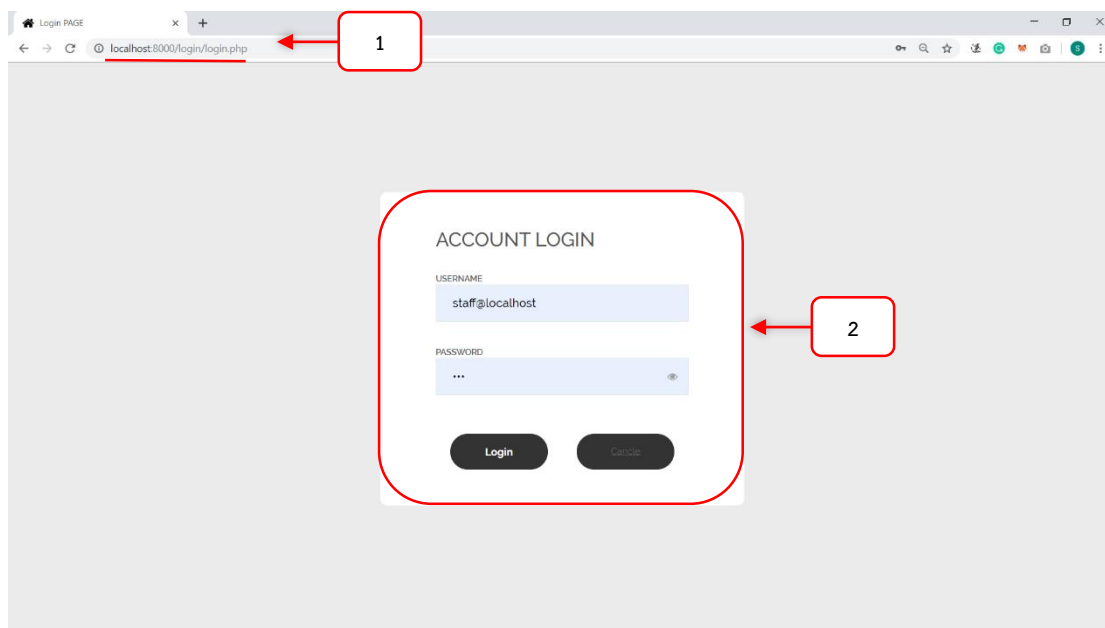 Login PAGE
localhost:8000/login/login.php
1
S
ACCOUNT LOGIN
USERNAME
staff@localhost
2
PASSWORD
•••
Login
Cancle